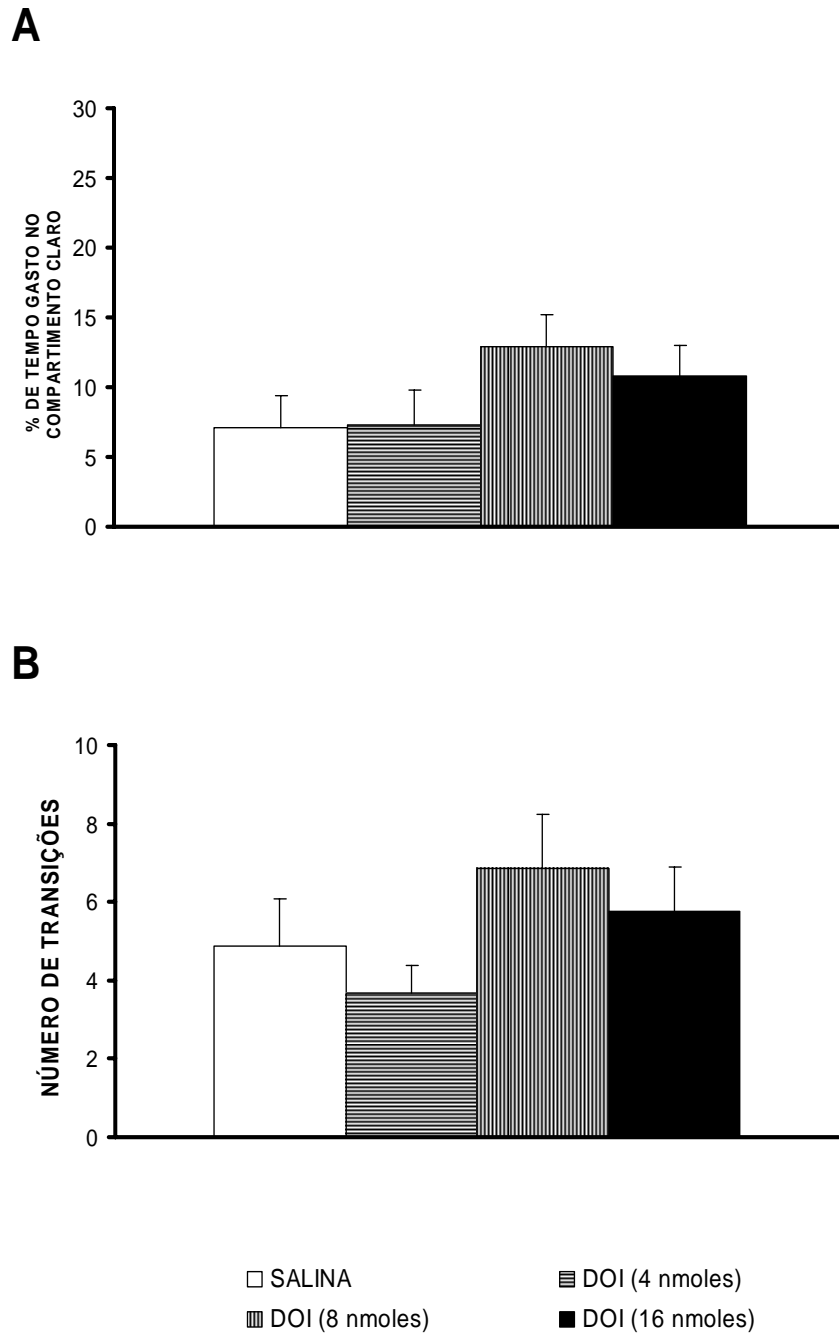 A
30
25
20
15
10
5
0
% DE TEMPO GASTO NO
COMPARTIMENTO CLARO
B
10
8
6
4
2
0
NÚMERO DE TRANSIÇÕES
SALINA
DOI (4 nmoles)
DOI (8 nmoles)
DOI (16 nmoles)